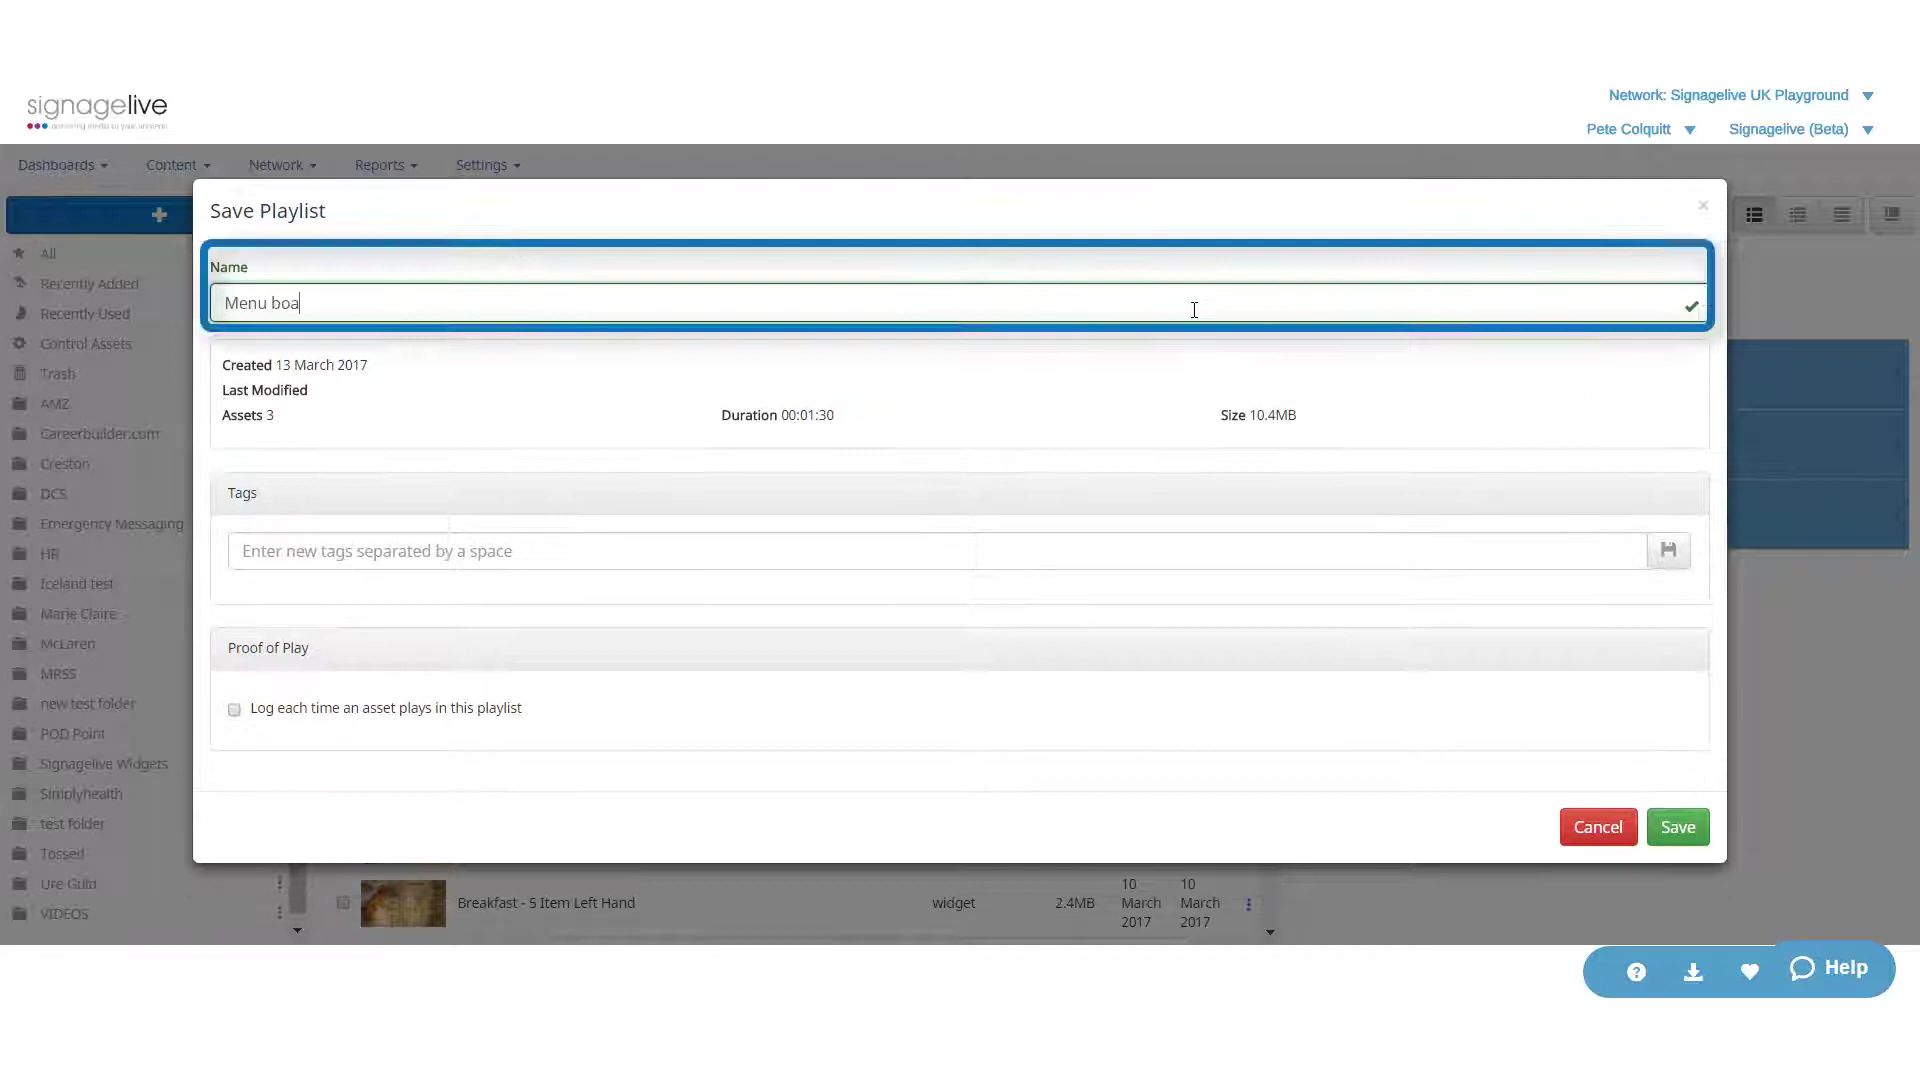 signagelive
Network: Signagelive UK Playground
Pete Colquitt
Signagelive (Beta)
Dashboards
Content
Network
Reports
Settings
All
Recently Added
Recently Used
Control Assets
Trash
AMZ
Careerbuilder.com
Creston
DCS
Emergency Messaging
HR
Iceland test
Marie Claire
McLaren
MRSS
new test folder
POD Point
Signagelive Widgets
Simplyhealth
test folder
Tossed
Ure Guild
VIDEOS
Save Playlist
×
Name
Menu boa
Created 13 March 2017
Last Modified
Assets 3
Duration 00:01:30
Size 10.4MB
Tags
Enter new tags separated by a space
Proof of Play
Log each time an asset plays in this playlist
Cancel
Save
Breakfast - 5 Item Left Hand
widget
2.4MB
10
March
2017
10
March
2017
Help